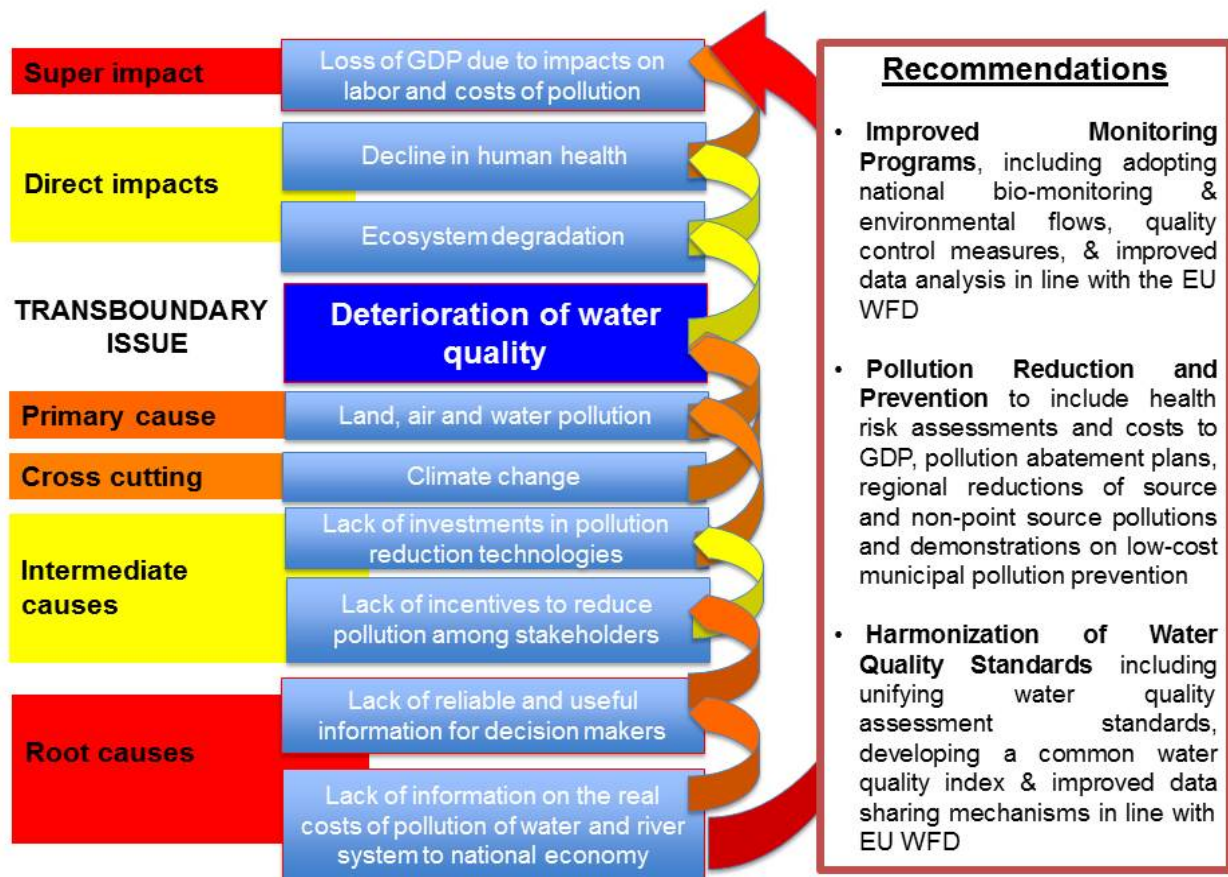 Super impact
Loss of GDP due to impacts on
labor and costs of pollution
Direct impacts
Decline in human health
Ecosystem degradation
TRANSBOUNDARY
ISSUE
Deterioration of water
quality
Primary cause
Land, air and water pollution
Cross cutting
Climate change
Intermediate
causes
Lack of investments in pollution
reduction technologies
Lack of incentives to reduce
pollution among stakeholders
Root causes
Lack of reliable and useful
information for decision makers
Lack of information on the real
costs of pollution of water and river
system to national economy
Recommendations
• Improved Monitoring
Programs, including adopting
national bio-monitoring &
environmental flows, quality
control measures, & improved
data analysis in line with the EU
WFD
• Pollution Reduction and
Prevention to include health
risk assessments and costs to
GDP, pollution abatement plans,
regional reductions of source
and non-point source pollutions
and demonstrations on low-cost
municipal pollution prevention
• Harmonization of Water
Quality Standards including
unifying water quality
assessment standards,
developing a common water
quality index & improved data
sharing mechanisms in line with
EU WFD